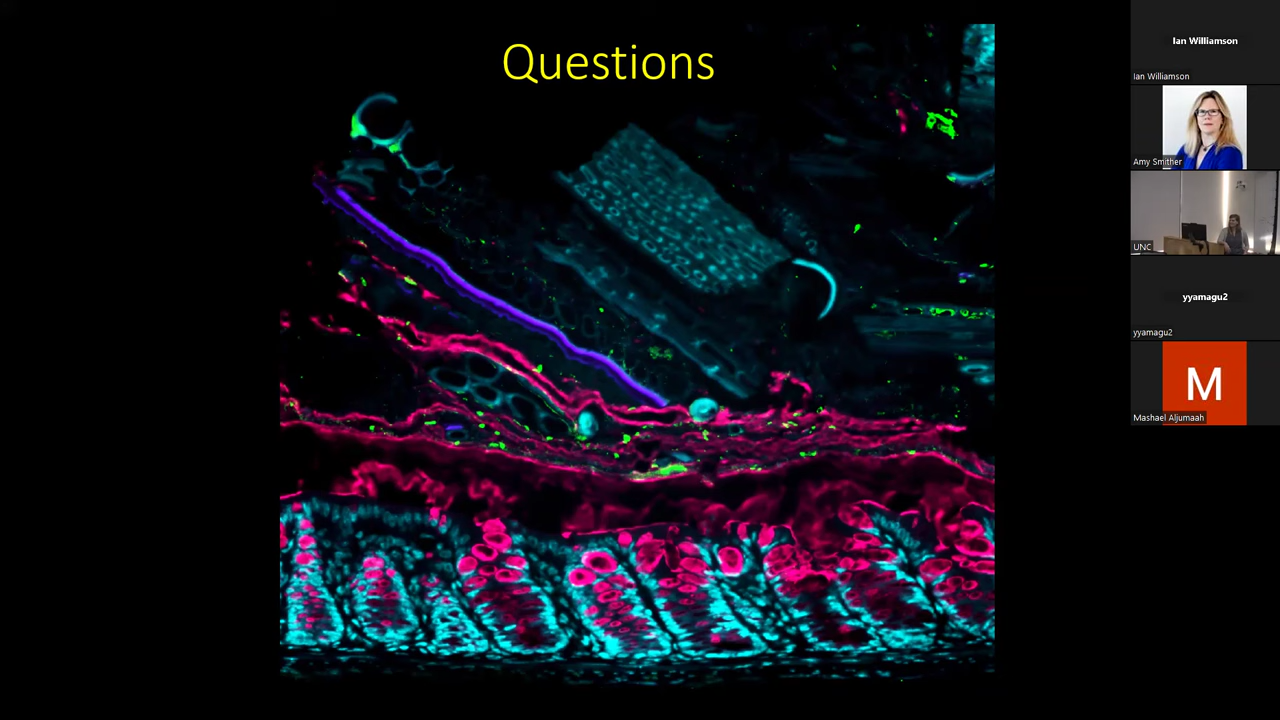 Questions
Ian Williamson
Ian Williamson
Amy Smither
UNC
yyamagu2
yyamagu2
M
Mashael Aljumaah